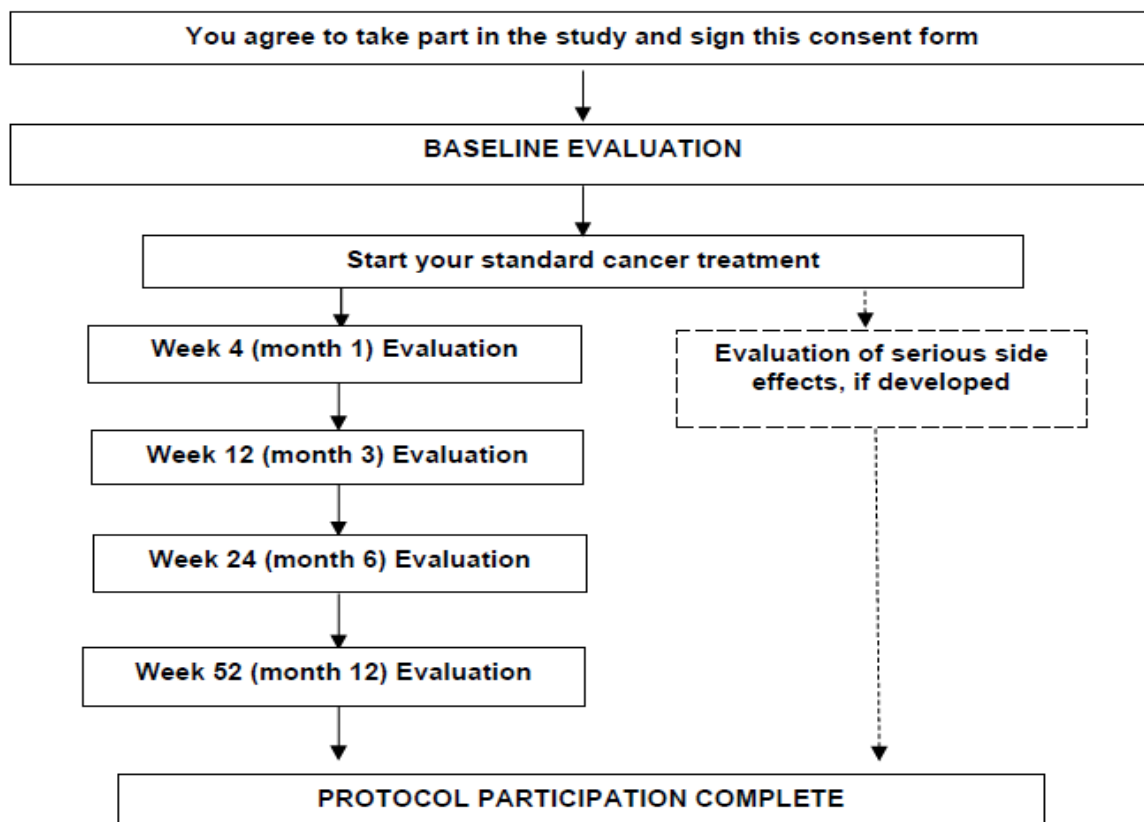 You agree to take part in the study and sign this consent form
BASELINE EVALUATION
Start your standard cancer treatment
Week 4 (month 1) Evaluation
Week 12 (month 3) Evaluation
Week 24 (month 6) Evaluation
Week 52 (month 12) Evaluation
Evaluation of serious side
effects, if developed
PROTOCOL PARTICIPATION COMPLETE